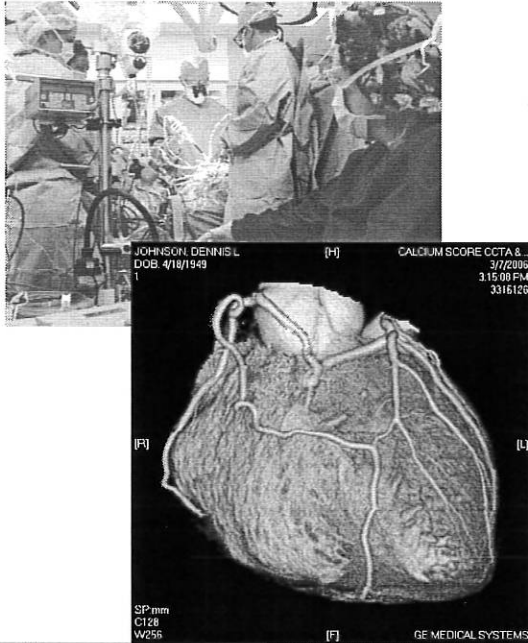 JOHNSON, DENNIS L [H] CALCIUM SCORE CCTA & ..
DOB: 4/18/1949 3/7/2006
1 3:15:08 PM
3316126
[R] [L]
SP:mm
C128
W256 [F] GE MEDICAL SYSTEMS